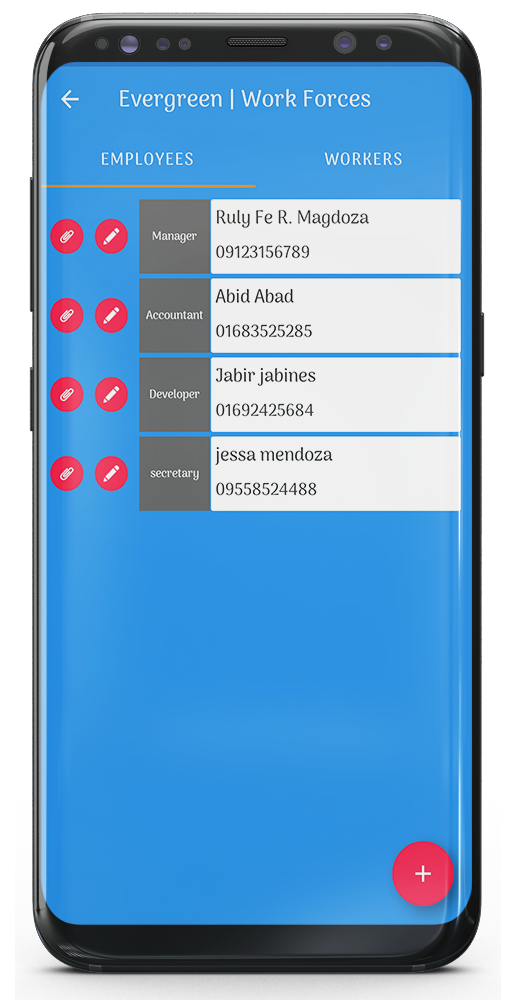 Evergreen | Work Forces
EMPLOYEES WORKERS
Manager
Ruly Fe R. Magdoza
09123156789
Accountant
Abid Abad
01683525285
Developer
Jabir jabines
01692425684
secretary
jessa mendoza
09558524488
+